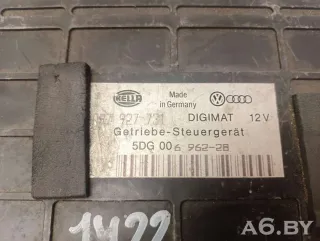 HELLA
Made
in Germany
927-731 DIGIMAT 12V
Getriebe-Steuergerät
5DG 006 962-28
1422
A6.BY